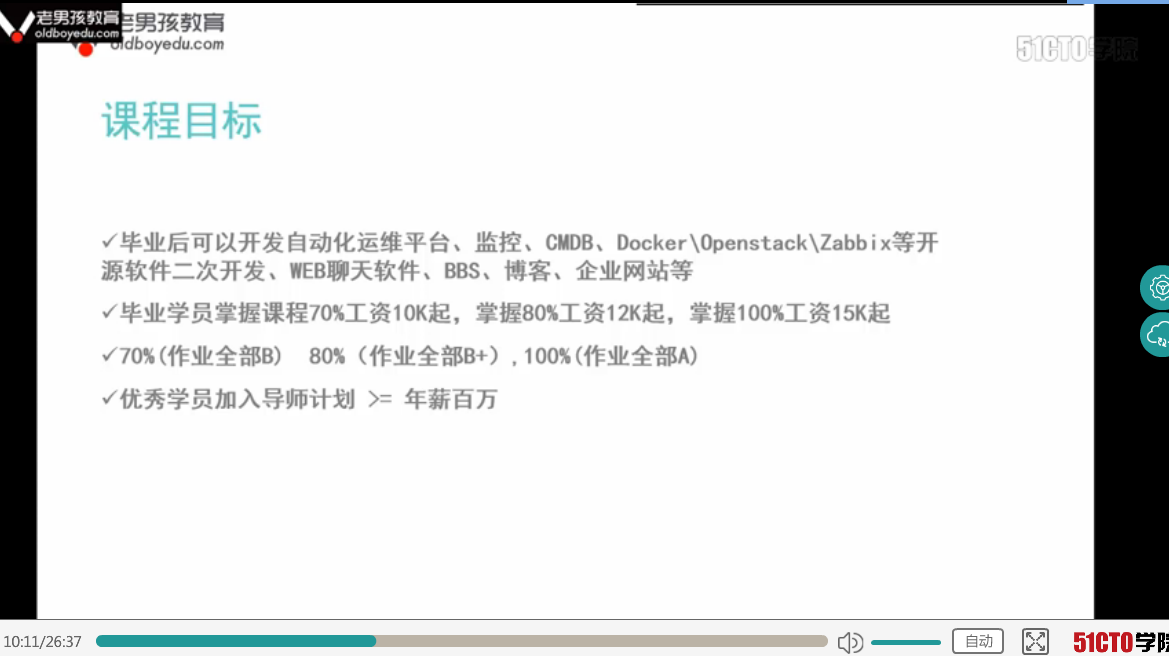 老男孩教育
oldboyedu.com
老男孩教育
oldboyedu.com
51CTO学院
课程目标
✓毕业后可以开发自动化运维平台、监控、CMDB、Docker\Openstack\Zabbix等开
源软件二次开发、WEB聊天软件、BBS、博客、企业网站等
✓毕业学员掌握课程70%工资10K起，掌握80%工资12K起，掌握100%工资15K起
✓70%(作业全部B) 80%（作业全部B+）,100%(作业全部A)
✓优秀学员加入导师计划 >= 年薪百万
10:11/26:37
自动
51CTO学院